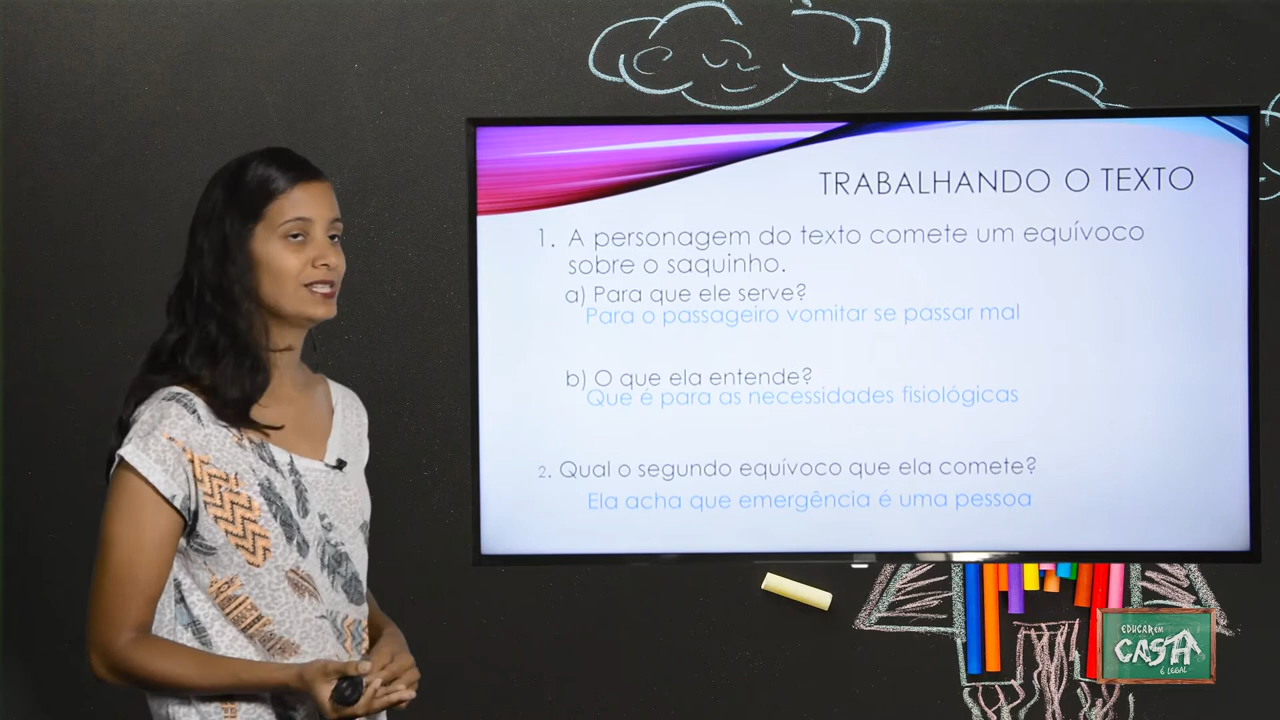 TRABALHANDO O TEXTO
1. A personagem do texto comete um equívoco
sobre o saquinho.
a) Para que ele serve?
Para o passageiro vomitar se passar mal
b) O que ela entende?
Que é para as necessidades fisiológicas
2. Qual o segundo equívoco que ela comete?
Ela acha que emergência é uma pessoa
EDUCAR EM
CASA
É LEGAL